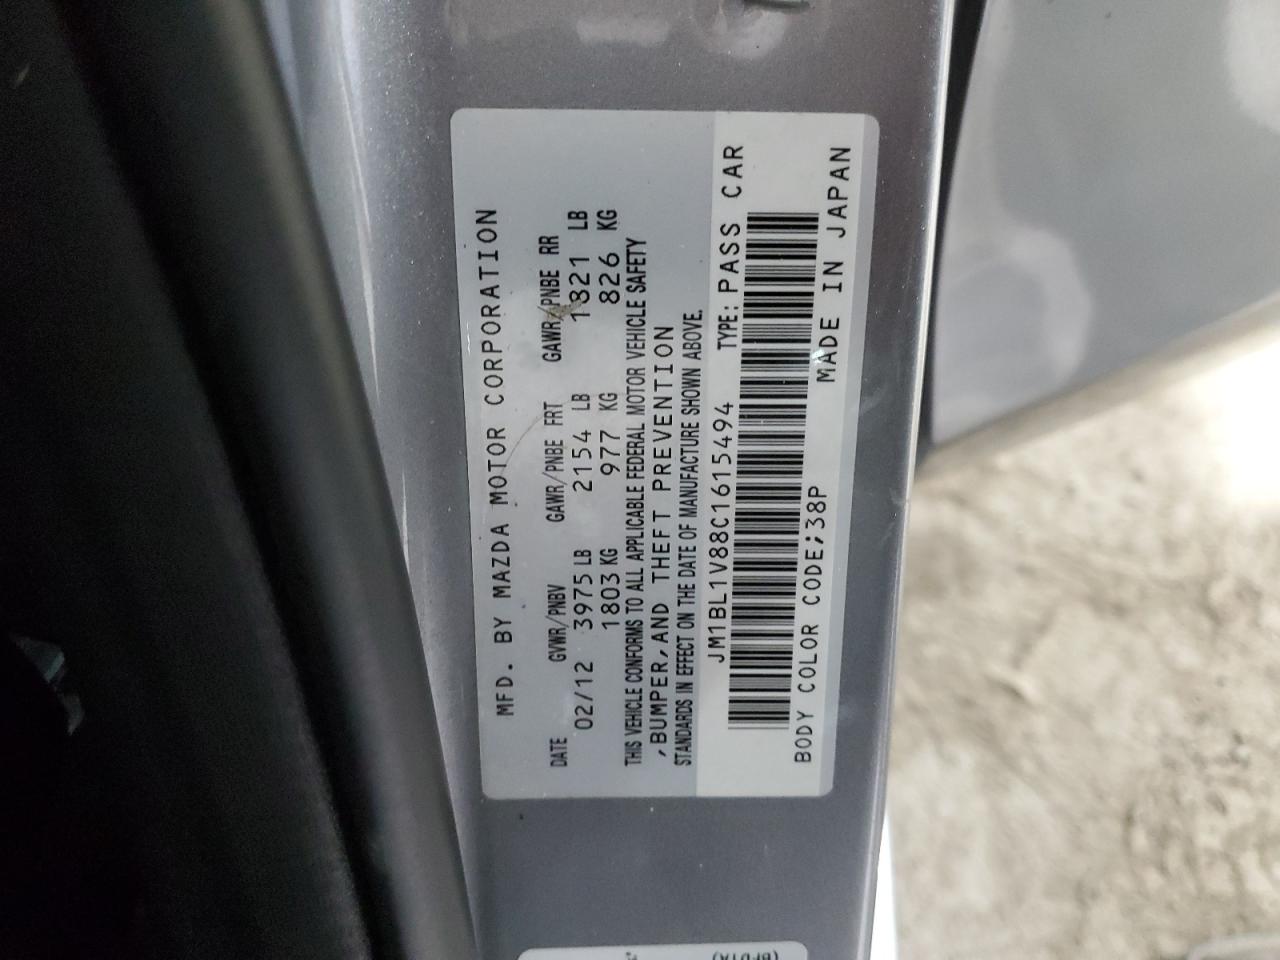 MFD. BY MAZDA MOTOR CORPORATION
DATE GVWR/PNBV GAWR/PNBE FRT GAWR/PNBE RR
02/12 3975 LB 2154 LB 1821 LB
1803 KG 977 KG 826 KG
THIS VEHICLE CONFORMS TO ALL APPLICABLE FEDERAL MOTOR VEHICLE SAFETY
,BUMPER,AND THEFT PREVENTION
STANDARDS IN EFFECT ON THE DATE OF MANUFACTURE SHOWN ABOVE.
JM1BL1V88C1615494 TYPE: PASS CAR
BODY COLOR CODE;38P MADE IN JAPAN